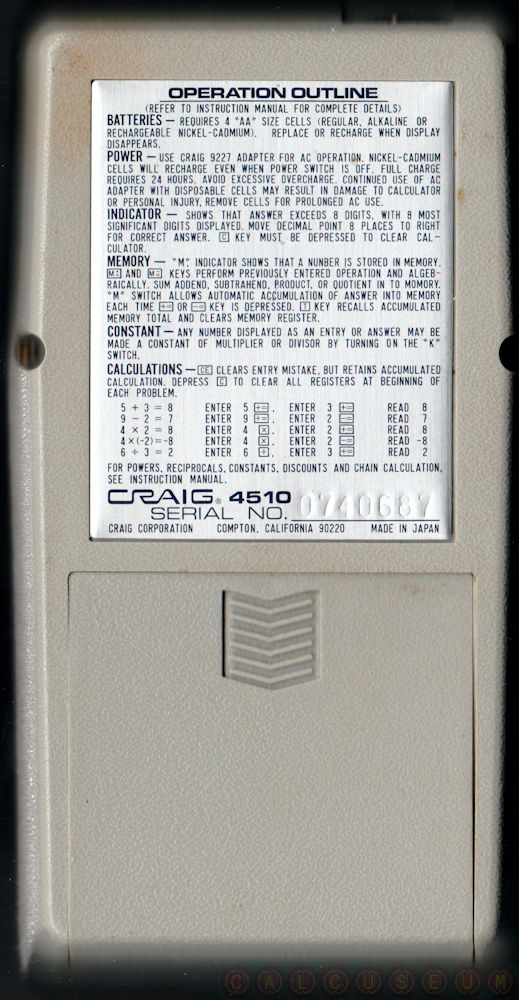 OPERATION OUTLINE
(REFER TO INSTRUCTION MANUAL FOR COMPLETE DETAILS)
BATTERIES — REQUIRES 4 "AA" SIZE CELLS (REGULAR, ALKALINE OR
RECHARGEABLE NICKEL-CADMIUM). REPLACE OR RECHARGE WHEN DISPLAY
DISAPPEARS.
POWER — USE CRAIG 9227 ADAPTER FOR AC OPERATION. NICKEL-CADMIUM
CELLS WILL RECHARGE EVEN WHEN POWER SWITCH IS OFF. FULL CHARGE
REQUIRES 24 HOURS. AVOID EXCESSIVE OVERCHARGE. CONTINUED USE OF AC
ADAPTER WITH DISPOSABLE CELLS MAY RESULT IN DAMAGE TO CALCULATOR
OR PERSONAL INJURY, REMOVE CELLS FOR PROLONGED AC USE.
INDICATOR — SHOWS THAT ANSWER EXCEEDS 8 DIGITS, WITH 8 MOST
SIGNIFICANT DIGITS DISPLAYED. MOVE DECIMAL POINT 8 PLACES TO RIGHT
FOR CORRECT ANSWER. C KEY MUST BE DEPRESSED TO CLEAR CAL-
CULATOR.
MEMORY — "M" INDICATOR SHOWS THAT A NUNBER IS STORED IN MEMORY.
M± AND M= KEYS PERFORM PREVIOUSLY ENTERED OPERATION AND ALGEB-
RAICALLY. SUM ADDEND, SUBTRAHEND, PRODUCT, OR QUOTIENT IN TO MOMORY.
"M" SWITCH ALLOWS AUTOMATIC ACCUMULATION OF ANSWER INTO MEMORY
EACH TIME += OR −= KEY IS DEPRESSED. T KEY RECALLS ACCUMULATED
MEMORY TOTAL AND CLEARS MEMORY REGISTER.
CONSTANT — ANY NUMBER DISPLAYED AS AN ENTRY OR ANSWER MAY BE
MADE A CONSTANT OF MULTIPLIER OR DIVISOR BY TURNING ON THE "K"
SWITCH.
CALCULATIONS — CE CLEARS ENTRY MISTAKE, BUT RETAINS ACCUMULATED
CALCULATION. DEPRESS C TO CLEAR ALL REGISTERS AT BEGINNING OF
EACH PROBLEM.
5 + 3 = 8 ENTER 5 +=. ENTER 3 += READ 8
9 − 2 = 7 ENTER 9 +=. ENTER 2 −= READ 7
4 × 2 = 8 ENTER 4 ×. ENTER 2 += READ 8
4×(-2)=-8 ENTER 4 ×. ENTER 2 −= READ -8
6 ÷ 3 = 2 ENTER 6 ÷. ENTER 3 += READ 2
FOR POWERS, RECIPROCALS, CONSTANTS, DISCOUNTS AND CHAIN CALCULATION,
SEE INSTRUCTION MANUAL.
CRAIG® 4510
SERIAL NO. 0740687
CRAIG CORPORATION COMPTON, CALIFORNIA 90220 MADE IN JAPAN
CALCUSEUM